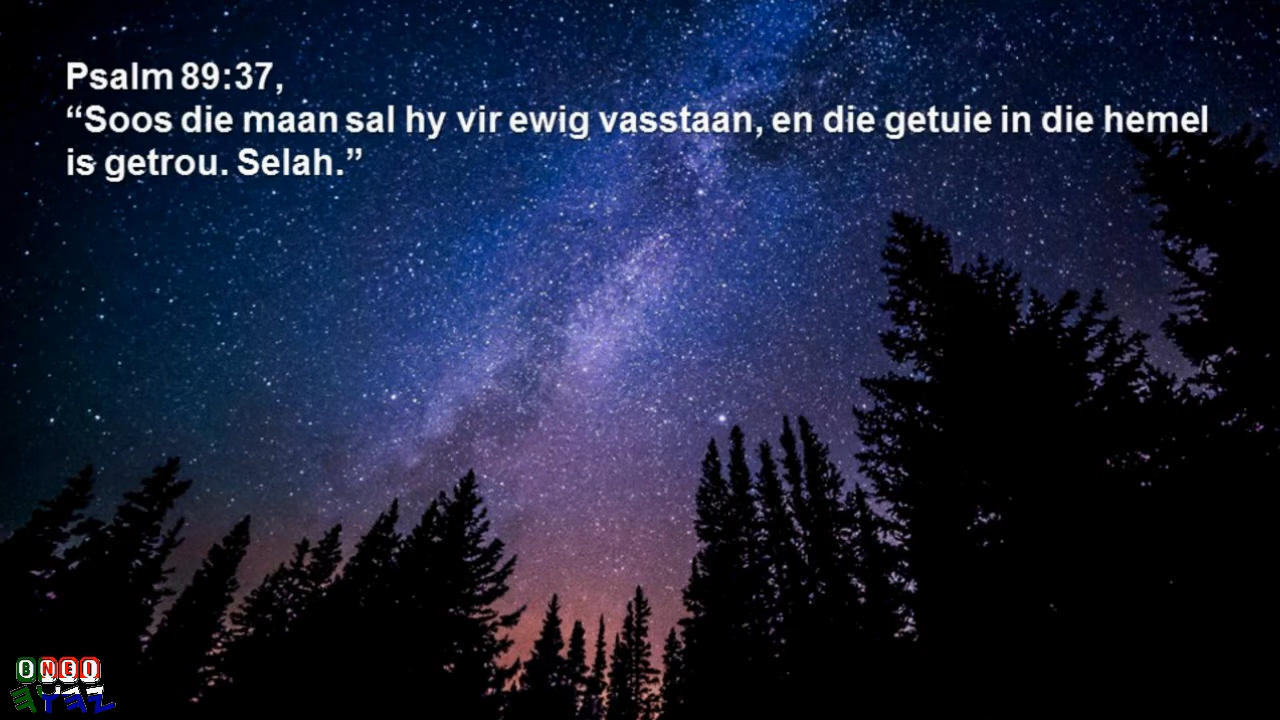 Psalm 89:37,
“Soos die maan sal hy vir ewig vasstaan, en die getuie in die hemel
is getrou. Selah.”
BNEI